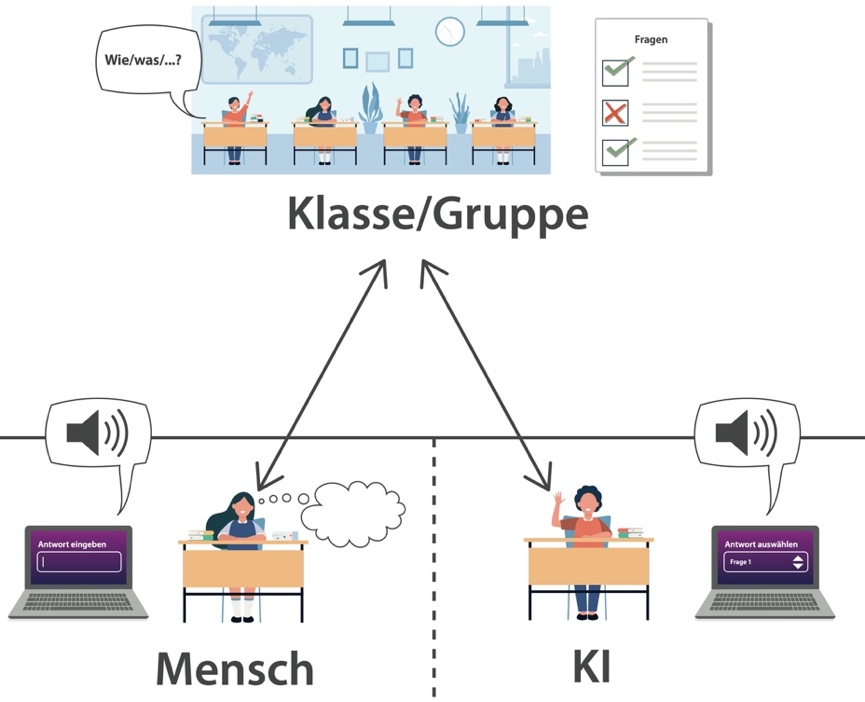 Wie/was/...?
Fragen
Klasse/Gruppe
Antwort eingeben
Antwort auswählen
Frage 1
Mensch
KI